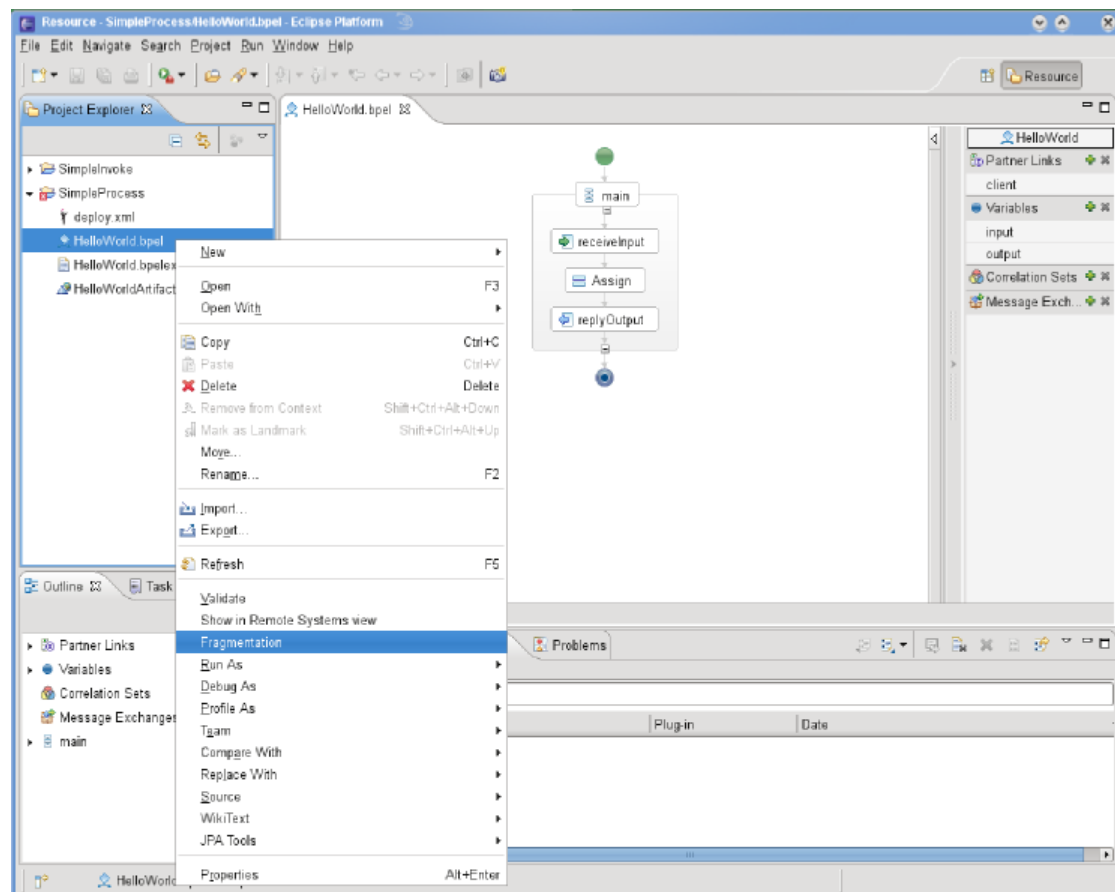 Resource - SimpleProcess/HelloWorld.bpel - Eclipse Platform
File Edit Navigate Search Project Run Window Help
Resource
Project Explorer
HelloWorld.bpel
SimpleInvoke
SimpleProcess
deploy.xml
HelloWorld.bpel
HelloWorld.bpelex
HelloWorldArtifact
main
receiveInput
Assign
replyOutput
HelloWorld
Partner Links
client
Variables
input
output
Correlation Sets
Message Exch...
New
Open F3
Open With
Copy Ctrl+C
Paste Ctrl+V
Delete Delete
Remove from Context Shift+Ctrl+Alt+Down
Mark as Landmark Shift+Ctrl+Alt+Up
Move...
Rename... F2
Import...
Export...
Refresh F5
Validate
Show in Remote Systems view
Fragmentation
Run As
Debug As
Profile As
Team
Compare With
Replace With
Source
WikiText
JPA Tools
Properties Alt+Enter
Outline Task
Partner Links
Variables
Correlation Sets
Message Exchanges
main
Problems
Plug-in Date
HelloWorld